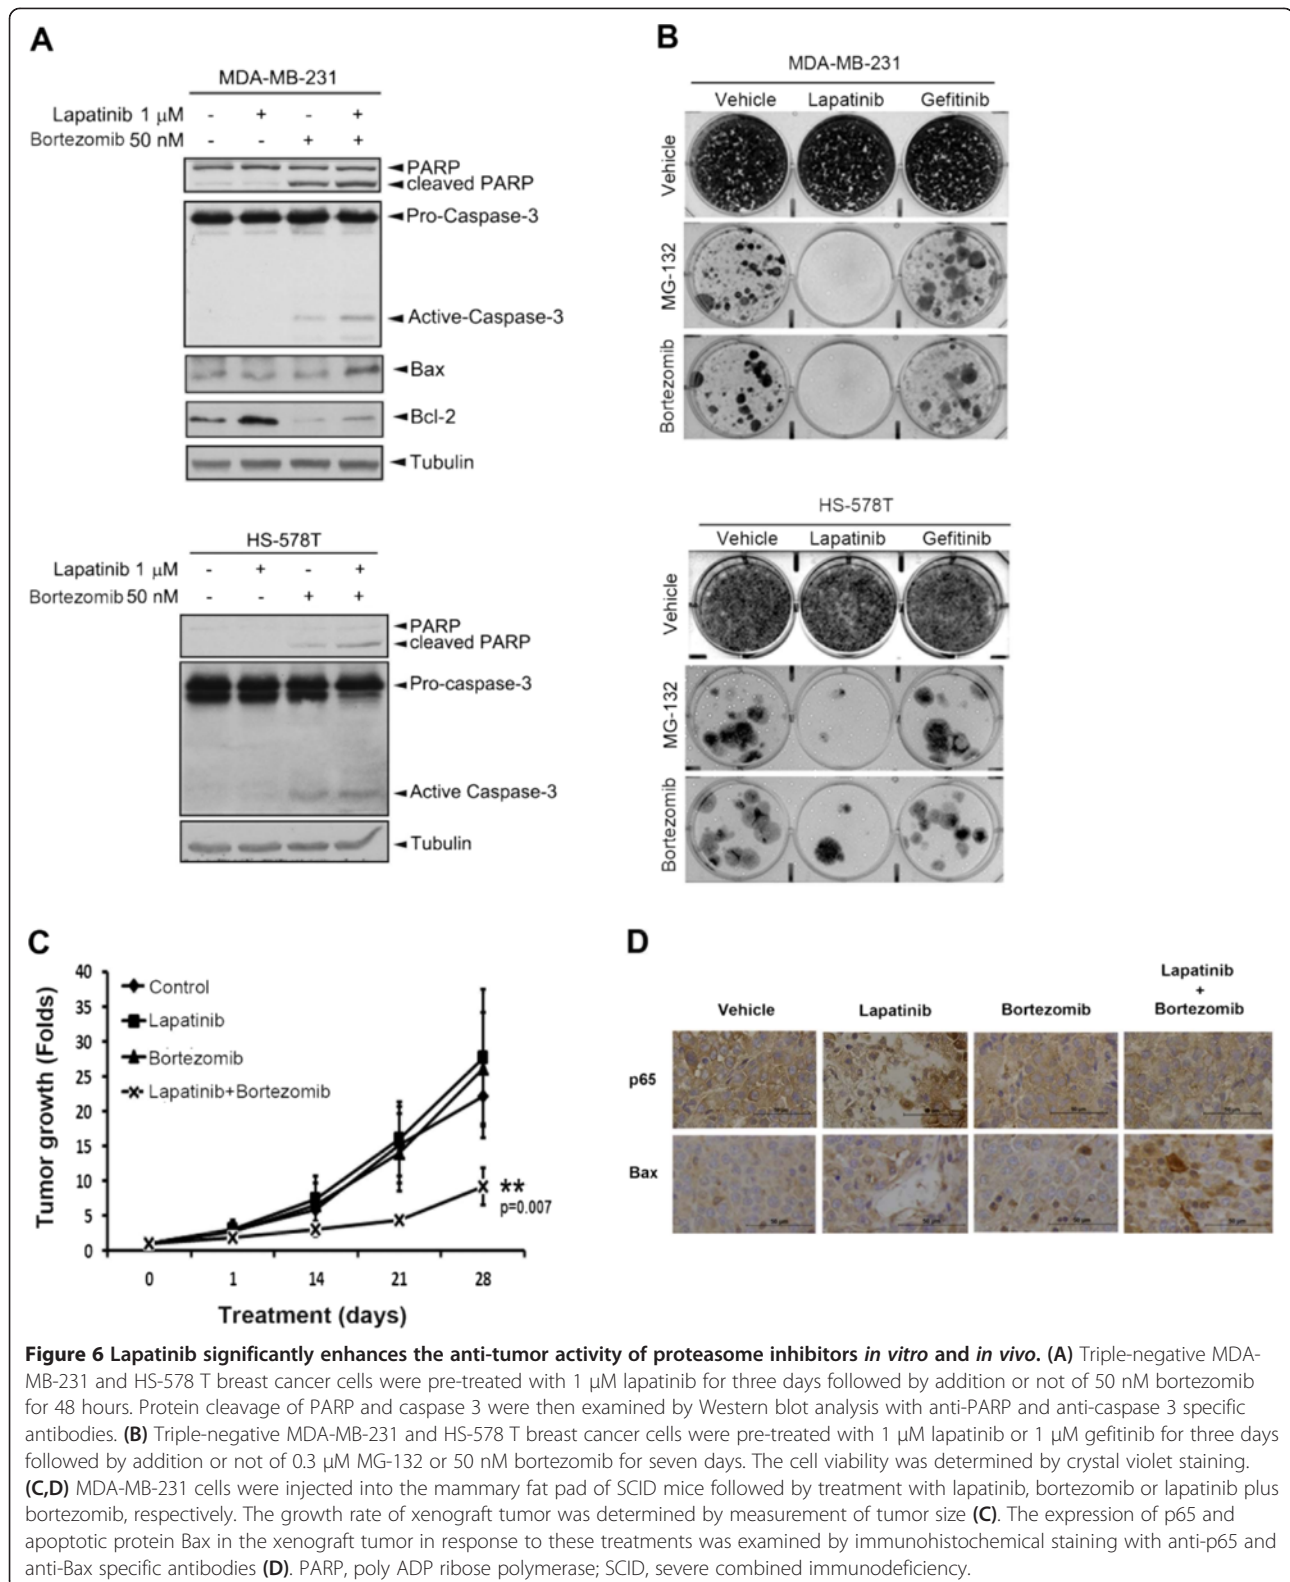 A
MDA-MB-231
Lapatinib 1 μM - + - +
Bortezomib 50 nM - - + +
PARP
cleaved PARP
Pro-Caspase-3
Active-Caspase-3
Bax
Bcl-2
Tubulin
HS-578T
Lapatinib 1 μM - + - +
Bortezomib 50 nM - - + +
PARP
cleaved PARP
Pro-caspase-3
Active Caspase-3
Tubulin
B
MDA-MB-231
Vehicle Lapatinib Gefitinib
Vehicle
MG-132
Bortezomib
HS-578T
Vehicle Lapatinib Gefitinib
Vehicle
MG-132
Bortezomib
C
Tumor growth (Folds)
40
35
30
25
20
15
10
5
0
Control
Lapatinib
Bortezomib
Lapatinib+Bortezomib
**
p=0.007
0 1 14 21 28
Treatment (days)
D
Vehicle Lapatinib Bortezomib Lapatinib
+
Bortezomib
p65
Bax
Figure 6 Lapatinib significantly enhances the anti-tumor activity of proteasome inhibitors in vitro and in vivo. (A) Triple-negative MDA-
MB-231 and HS-578 T breast cancer cells were pre-treated with 1 μM lapatinib for three days followed by addition or not of 50 nM bortezomib
for 48 hours. Protein cleavage of PARP and caspase 3 were then examined by Western blot analysis with anti-PARP and anti-caspase 3 specific
antibodies. (B) Triple-negative MDA-MB-231 and HS-578 T breast cancer cells were pre-treated with 1 μM lapatinib or 1 μM gefitinib for three days
followed by addition or not of 0.3 μM MG-132 or 50 nM bortezomib for seven days. The cell viability was determined by crystal violet staining.
(C,D) MDA-MB-231 cells were injected into the mammary fat pad of SCID mice followed by treatment with lapatinib, bortezomib or lapatinib plus
bortezomib, respectively. The growth rate of xenograft tumor was determined by measurement of tumor size (C). The expression of p65 and
apoptotic protein Bax in the xenograft tumor in response to these treatments was examined by immunohistochemical staining with anti-p65 and
anti-Bax specific antibodies (D). PARP, poly ADP ribose polymerase; SCID, severe combined immunodeficiency.